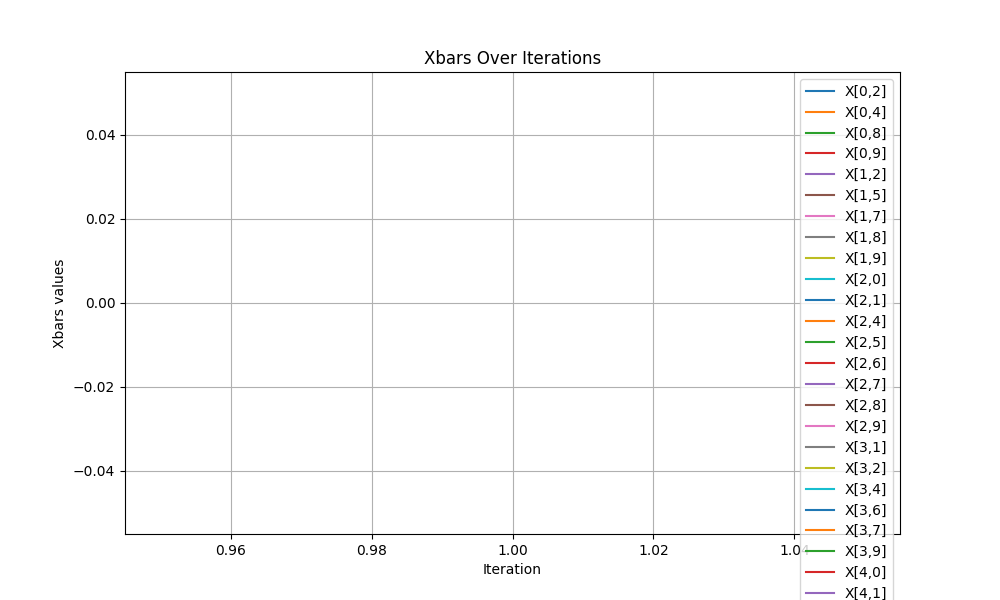 Xbars Over Iterations
Xbars values
0.04
0.02
0.00
−0.02
−0.04
0.96
0.98
1.00
1.02
Iteration
X[0,2]
X[0,4]
X[0,8]
X[0,9]
X[1,2]
X[1,5]
X[1,7]
X[1,8]
X[1,9]
X[2,0]
X[2,1]
X[2,4]
X[2,5]
X[2,6]
X[2,7]
X[2,8]
X[2,9]
X[3,1]
X[3,2]
X[3,4]
X[3,6]
X[3,7]
X[3,9]
X[4,0]
X[4,1]